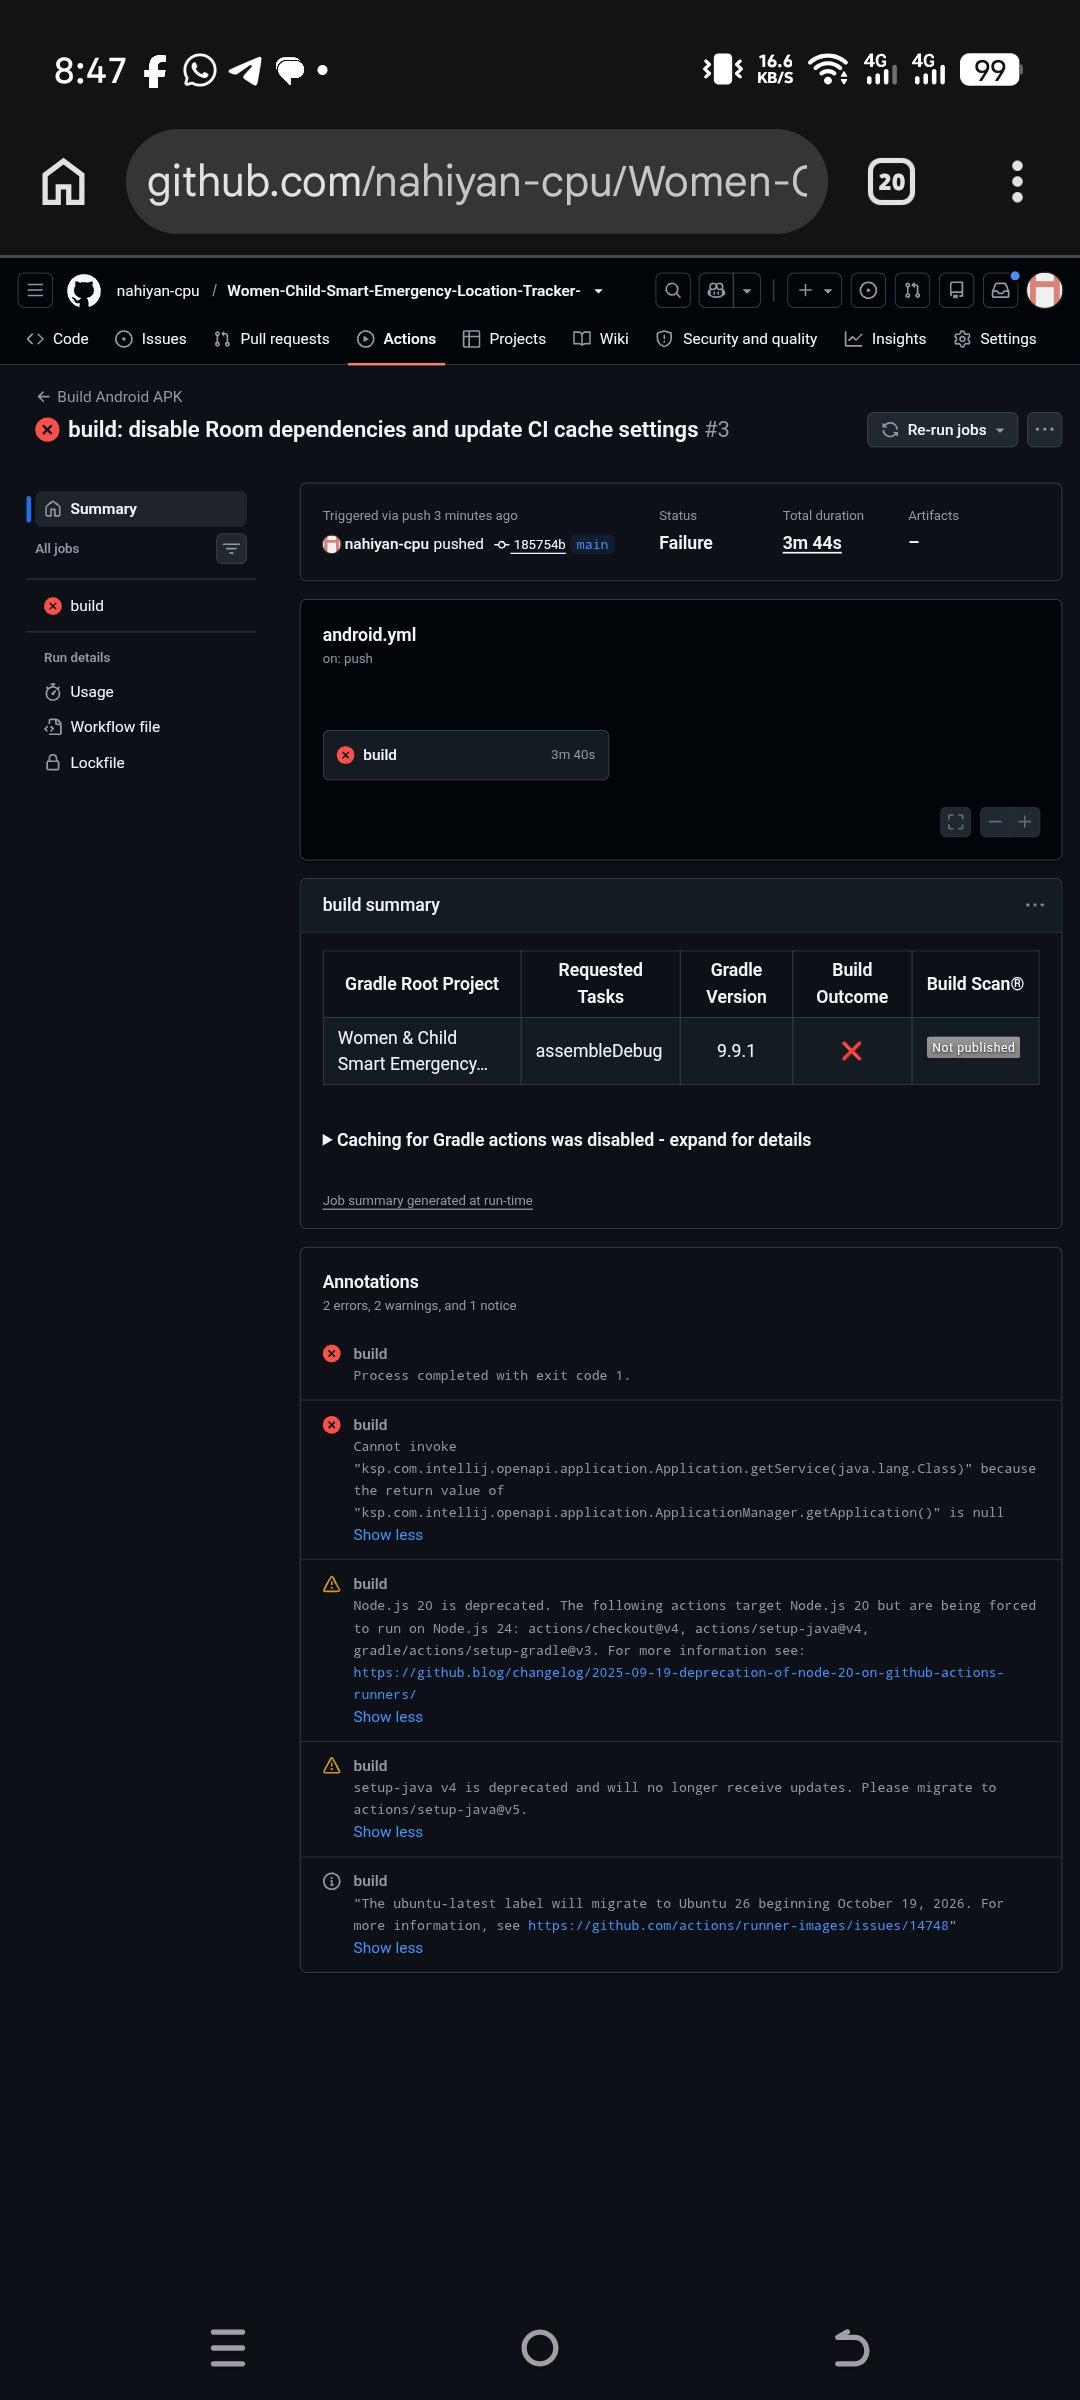 8:47
16.6
KB/S
4G
4G
99
github.com/nahiyan-cpu/Women-C
20
nahiyan-cpu / Women-Child-Smart-Emergency-Location-Tracker-
Code
Issues
Pull requests
Actions
Projects
Wiki
Security and quality
Insights
Settings
← Build Android APK
build: disable Room dependencies and update CI cache settings #3
Re-run jobs
Summary
All jobs
build
Run details
Usage
Workflow file
Lockfile
Triggered via push 3 minutes ago
nahiyan-cpu pushed 185754b main
Status
Failure
Total duration
3m 44s
Artifacts
–
android.yml
on: push
build 3m 40s
build summary
Gradle Root Project
Requested
Tasks
Gradle
Version
Build
Outcome
Build Scan®
Women & Child
Smart Emergency...
assembleDebug
9.9.1
❌
Not published
Caching for Gradle actions was disabled - expand for details
Job summary generated at run-time
Annotations
2 errors, 2 warnings, and 1 notice
build
Process completed with exit code 1.
build
Cannot invoke
"ksp.com.intellij.openapi.application.Application.getService(java.lang.Class)" because
the return value of
"ksp.com.intellij.openapi.application.ApplicationManager.getApplication()" is null
Show less
build
Node.js 20 is deprecated. The following actions target Node.js 20 but are being forced
to run on Node.js 24: actions/checkout@v4, actions/setup-java@v4,
gradle/actions/setup-gradle@v3. For more information see:
https://github.blog/changelog/2025-09-19-deprecation-of-node-20-on-github-actions-
runners/
Show less
build
setup-java v4 is deprecated and will no longer receive updates. Please migrate to
actions/setup-java@v5.
Show less
build
"The ubuntu-latest label will migrate to Ubuntu 26 beginning October 19, 2026. For
more information, see https://github.com/actions/runner-images/issues/14748"
Show less